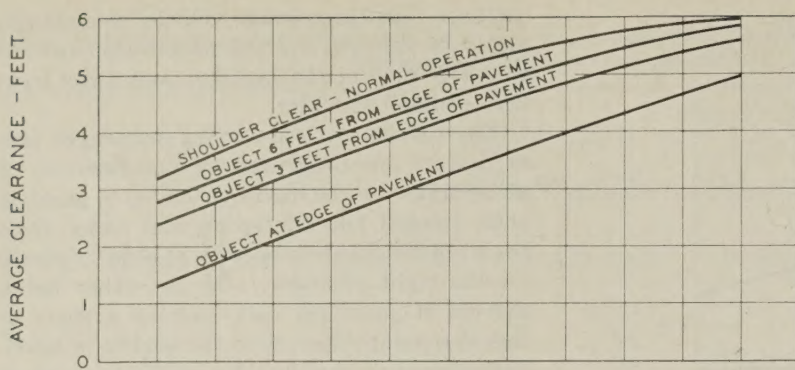 AVERAGE CLEARANCE - FEET
6
5
4
3
2
1
0
SHOULDER CLEAR - NORMAL OPERATION
OBJECT 6 FEET FROM EDGE OF PAVEMENT
OBJECT 3 FEET FROM EDGE OF PAVEMENT
OBJECT AT EDGE OF PAVEMENT